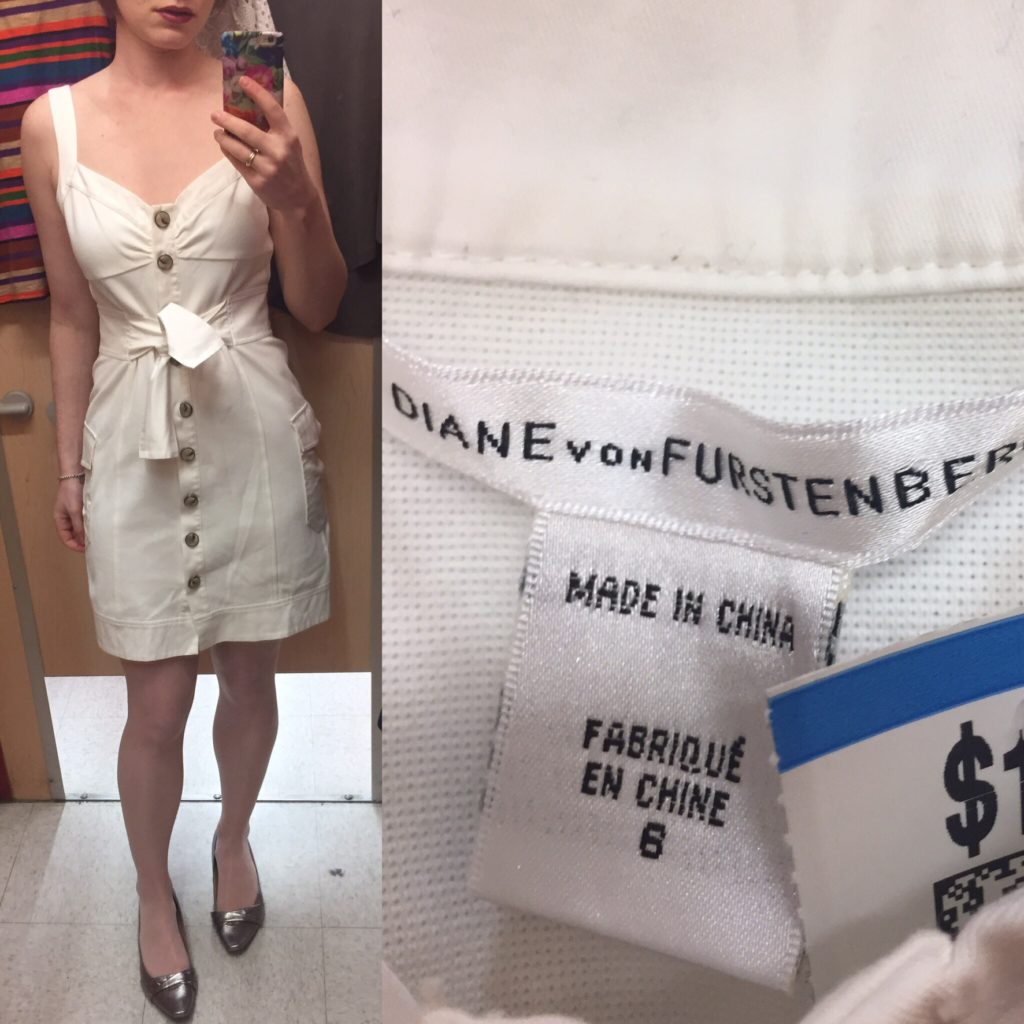 DIANE VON FURSTENBER
MADE IN CHINA
FABRIQUÉ
EN CHINE
6
$1